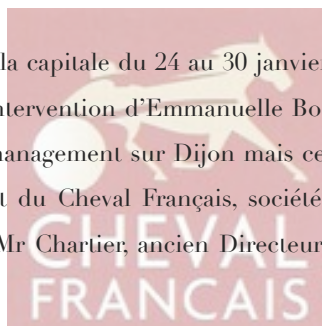 la capitale du 24 au 30 janvie
ntervention d’Emmanuelle Bo
management sur Dijon mais ce
t du Cheval Français, société
Mr Chartier, ancien Directeur
CHEVAL
FRANCAIS